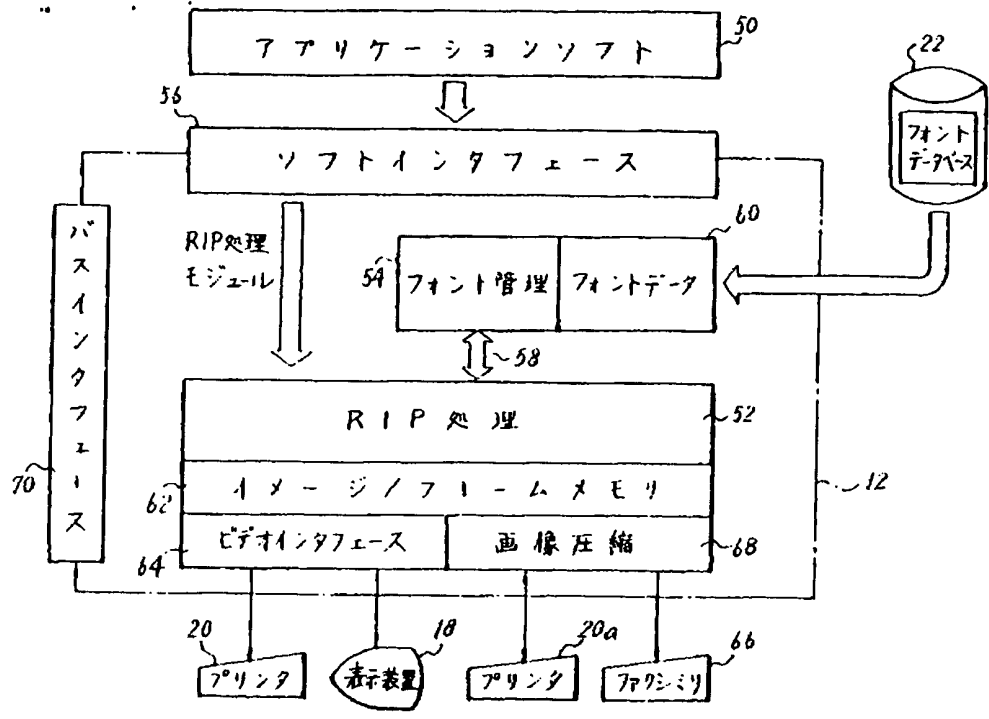 アプリケーションソフト
50
22
フォント
データベース
56
ソフトインタフェース
バスインタフェース
70
RIP処理
モジュール
60
54
フォント管理
フォントデータ
58
RIP処理
52
12
62
イメージ/フレームメモリ
64
ビデオインタフェース
画像圧縮
68
20
プリンタ
18
表示装置
20a
プリンタ
66
ファクシミリ